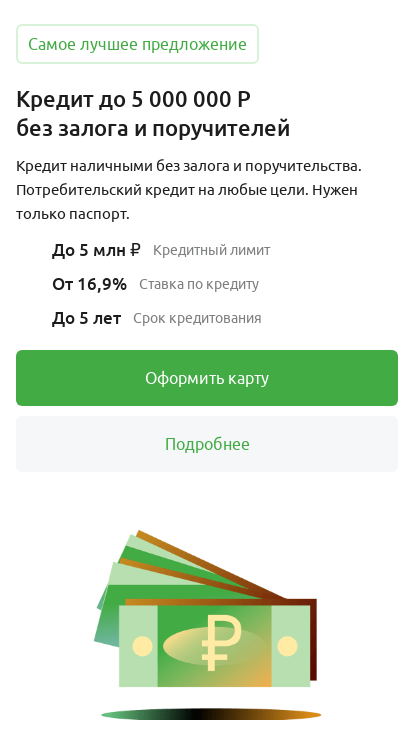 Самое лучшее предложение
Кредит до 5 000 000 Р
без залога и поручителей
Кредит наличными без залога и поручительства.
Потребительский кредит на любые цели. Нужен
только паспорт.
До 5 млн ₽ Кредитный лимит
От 16,9% Ставка по кредиту
До 5 лет Срок кредитования
Оформить карту
Подробнее
₽